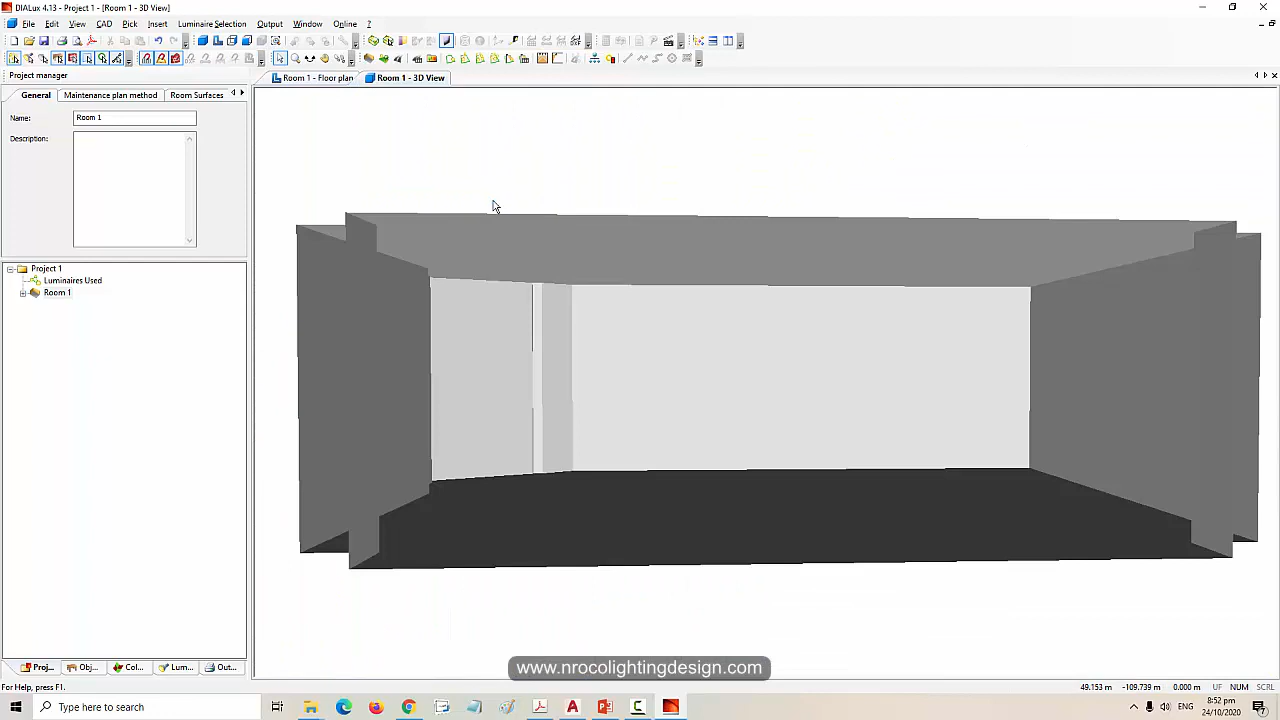 DIALux 4.13 - Project 1 - [Room 1 - 3D View]
File Edit View CAD Pick Insert Luminaire Selection Output Window Online ?
Project manager
Room 1 - Floor plan Room 1 - 3D View
General Maintenance plan method Room Surfaces
Name: Room 1
Description:
Project 1
Luminaires Used
Room 1
Proj... Obj... Col... Lum... Out...
www.nrocolightingdesign.com
For Help, press F1.
49.153 m -109.739 m 0.000 m UF NUM SCRL
Type here to search
ENG
8:52 pm
24/10/2020